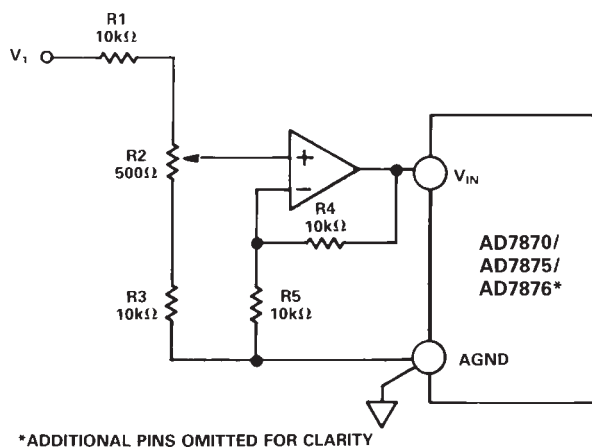 R1
10kΩ
V1
R2
500Ω
+
−
R4
10kΩ
VIN
R3
10kΩ
R5
10kΩ
AD7870/
AD7875/
AD7876*
AGND
*ADDITIONAL PINS OMITTED FOR CLARITY